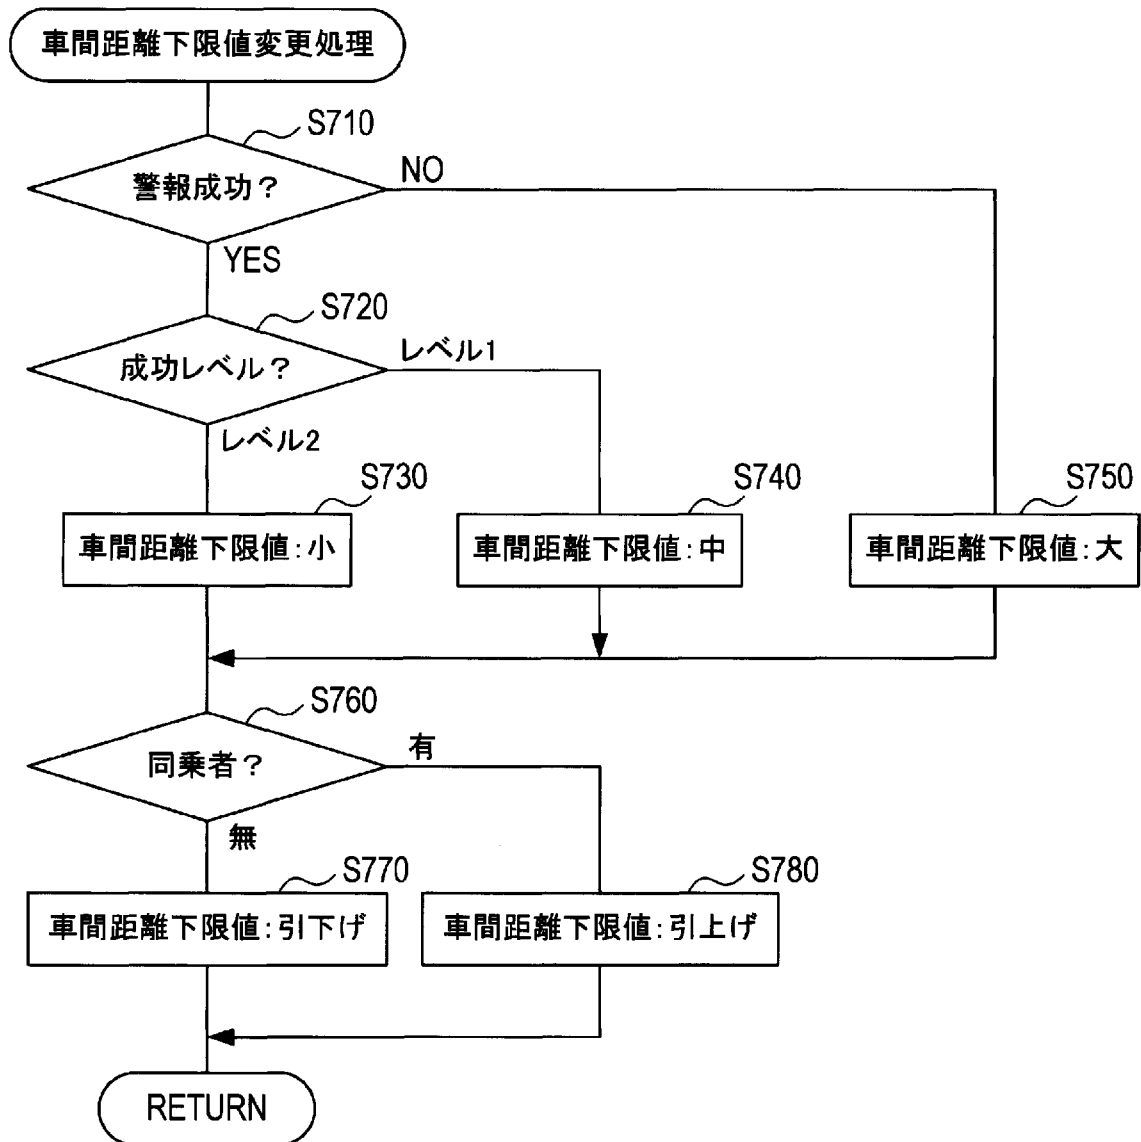 車間距離下限値変更処理
S710
警報成功？
NO
YES
S720
成功レベル？
レベル1
レベル2
S730
S740
S750
車間距離下限値：小
車間距離下限値：中
車間距離下限値：大
S760
同乗者？
有
無
S770
S780
車間距離下限値：引下げ
車間距離下限値：引上げ
RETURN